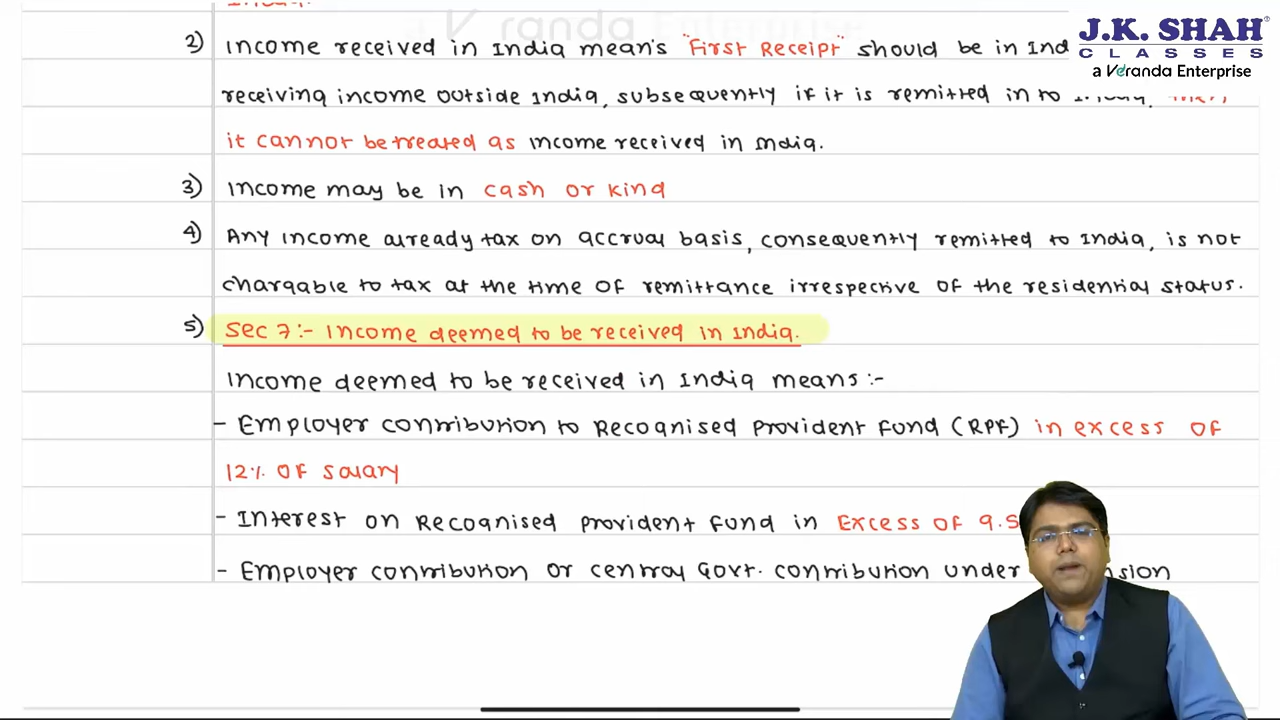 a Veranda Enterprise
J.K. SHAH®
CLASSES
a Veranda Enterprise
2) Income received in India mean's "First Receipt" should be in Ind
receiving income outside India, subsequently if it is remitted in to
it cannot be treated as income received in India.
3) Income may be in cash or kind
4) Any income already tax on accrual basis, consequently remitted to India, is not
chargable to tax at the time of remittance irrespective of the residential status.
5) Sec 7:- Income deemed to be received in India.
Income deemed to be received in India means:-
- Employer contribution to Recognised Provident Fund (RPF) in excess of
12% of salary
- Interest on Recognised Provident Fund in Excess of 9.5
- Employer contribution or central Govt. contribution under nsion